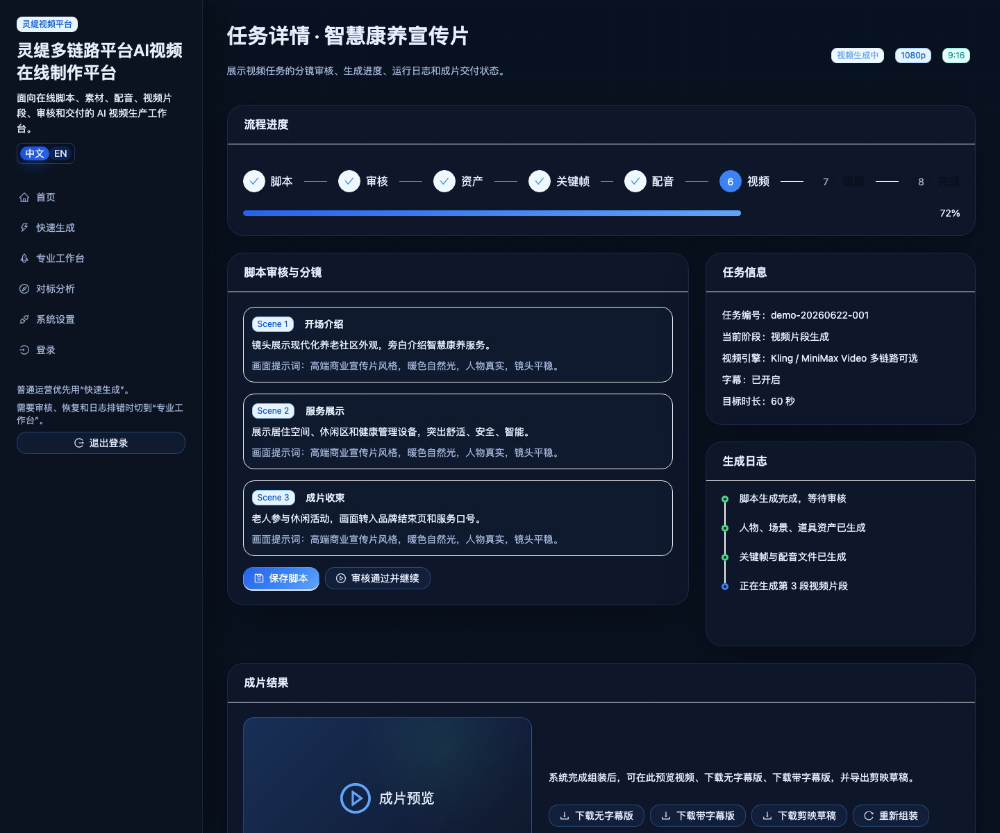 灵缇视频平台
灵缇多链路平台AI视频
在线制作平台
面向在线脚本、素材、配音、视频片
段、审核和交付的 AI 视频生产工作
台。
中文 EN
首页
快速生成
专业工作台
对标分析
系统设置
登录
普通运营优先用“快速生成”。
需要审核、恢复和日志排错时切到“专业工
作台”。
退出登录
任务详情 · 智慧康养宣传片
展示视频任务的分镜审核、生成进度、运行日志和成片交付状态。
视频生成中 1080p 9:16
流程进度
脚本 审核 资产 关键帧 配音 6 视频 7 组装 8 完成
72%
脚本审核与分镜
Scene 1 开场介绍
镜头展示现代化养老社区外观，旁白介绍智慧康养服务。
画面提示词：高端商业宣传片风格，暖色自然光，人物真实，镜头平稳。
Scene 2 服务展示
展示居住空间、休闲区和健康管理设备，突出舒适、安全、智能。
画面提示词：高端商业宣传片风格，暖色自然光，人物真实，镜头平稳。
Scene 3 成片收束
老人参与休闲活动，画面转入品牌结束页和服务口号。
画面提示词：高端商业宣传片风格，暖色自然光，人物真实，镜头平稳。
保存脚本 审核通过并继续
任务信息
任务编号：demo-20260622-001
当前阶段：视频片段生成
视频引擎：Kling / MiniMax Video 多链路可选
字幕：已开启
目标时长：60 秒
生成日志
脚本生成完成，等待审核
人物、场景、道具资产已生成
关键帧与配音文件已生成
正在生成第 3 段视频片段
成片结果
成片预览
系统完成组装后，可在此预览视频、下载无字幕版、下载带字幕版，并导出剪映草稿。
下载无字幕版 下载带字幕版 下载剪映草稿 重新组装